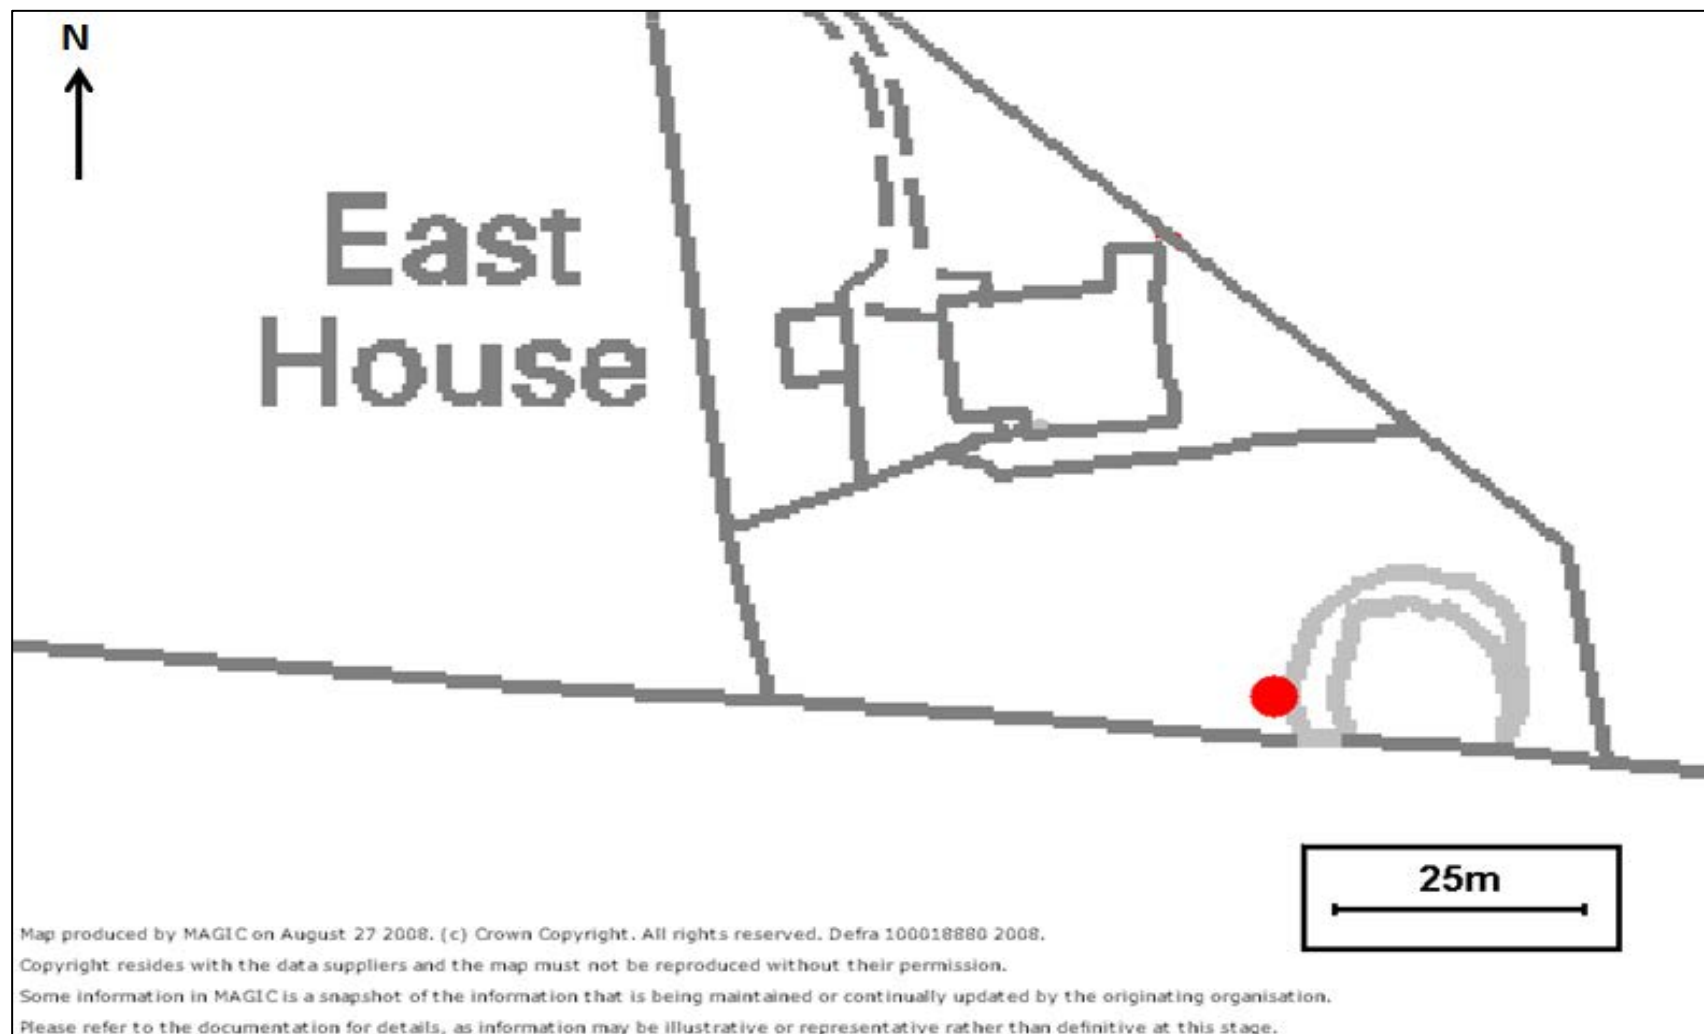 N
East
House
25m
Map produced by MAGIC on August 27 2008. (c) Crown Copyright. All rights reserved. Defra 100018880 2008.
Copyright resides with the data suppliers and the map must not be reproduced without their permission.
Some information in MAGIC is a snapshot of the information that is being maintained or continually updated by the originating organisation.
Please refer to the documentation for details, as information may be illustrative or representative rather than definitive at this stage.